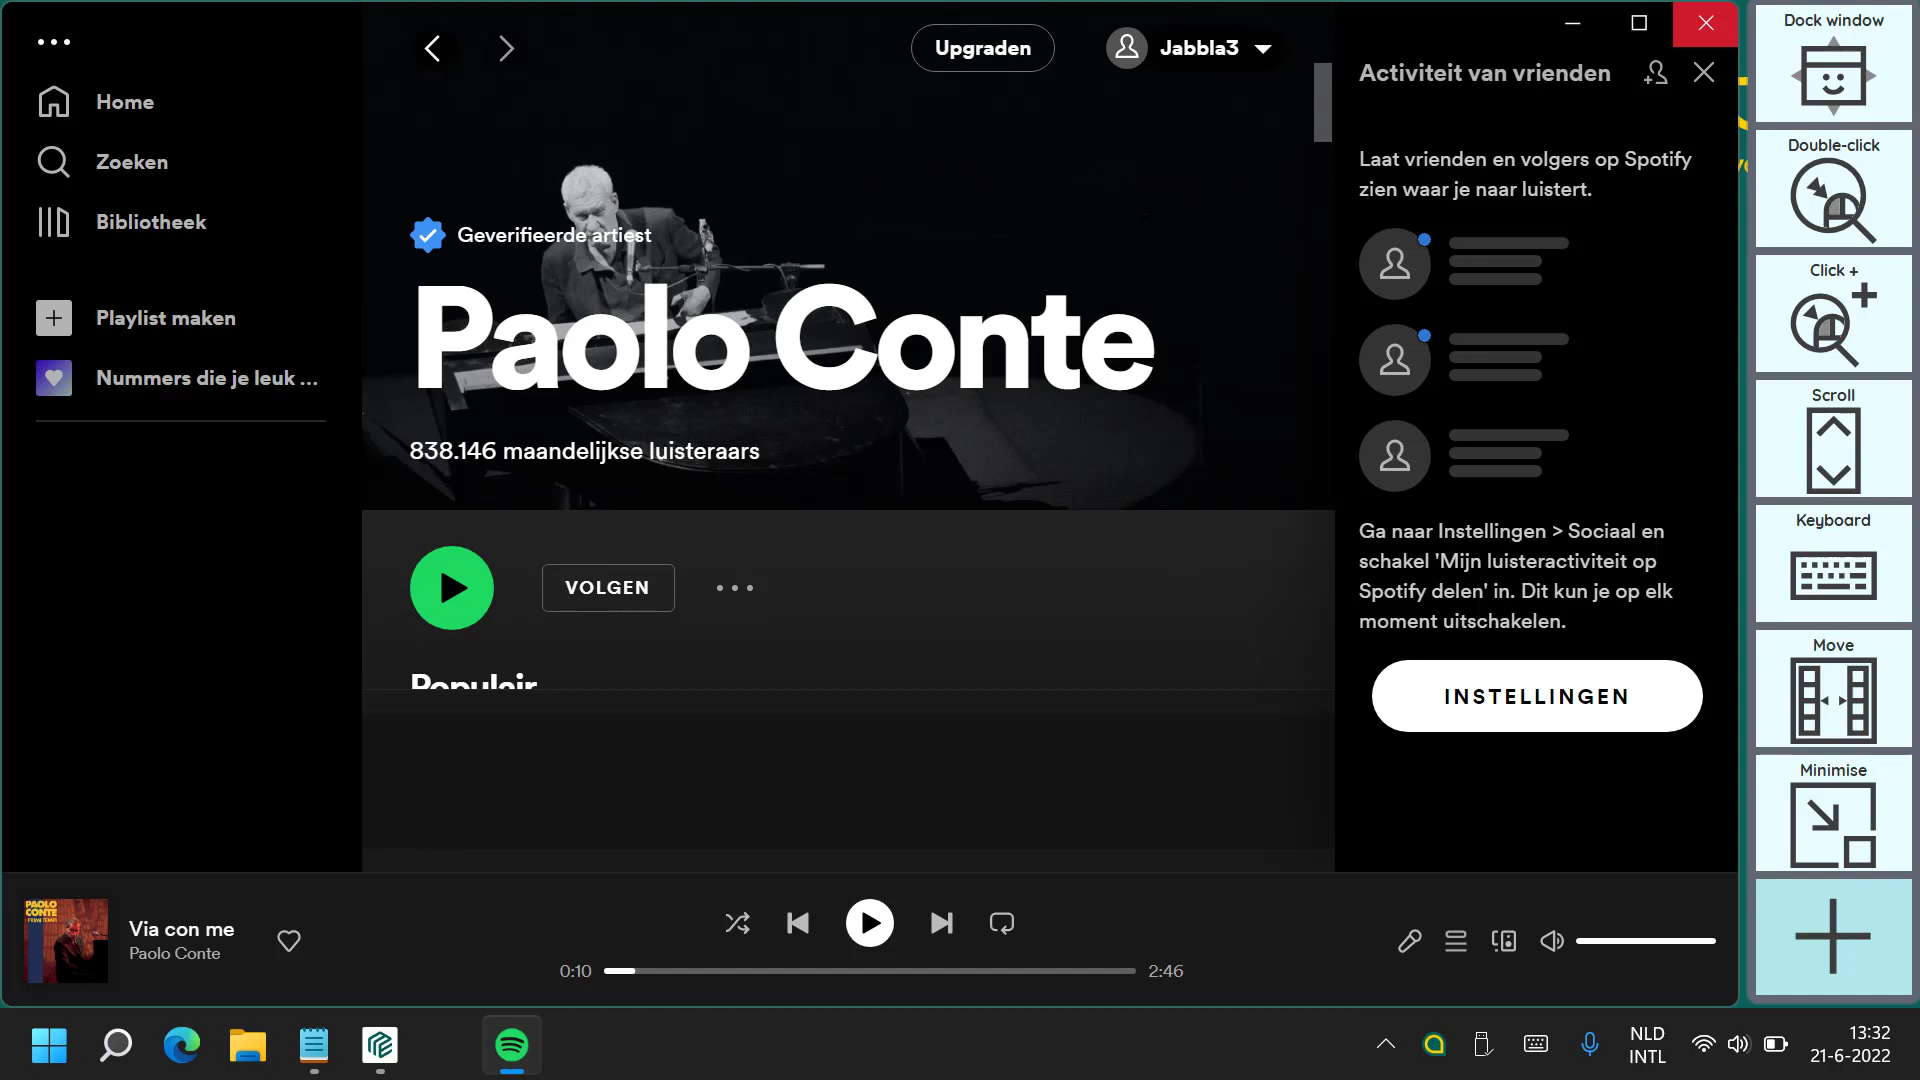 Home
Zoeken
Bibliotheek
Playlist maken
Nummers die je leuk ...
Upgraden
Jabbla3
Geverifieerde artiest
Paolo Conte
838.146 maandelijkse luisteraars
VOLGEN
Populair
Activiteit van vrienden
Laat vrienden en volgers op Spotify
zien waar je naar luistert.
Ga naar Instellingen > Sociaal en
schakel 'Mijn luisteractiviteit op
Spotify delen' in. Dit kun je op elk
moment uitschakelen.
INSTELLINGEN
Dock window
Double-click
Click +
Scroll
Keyboard
Move
Minimise
PAOLO
CONTE
Via con me
Paolo Conte
0:10
2:46
NLD
INTL
13:32
21-6-2022